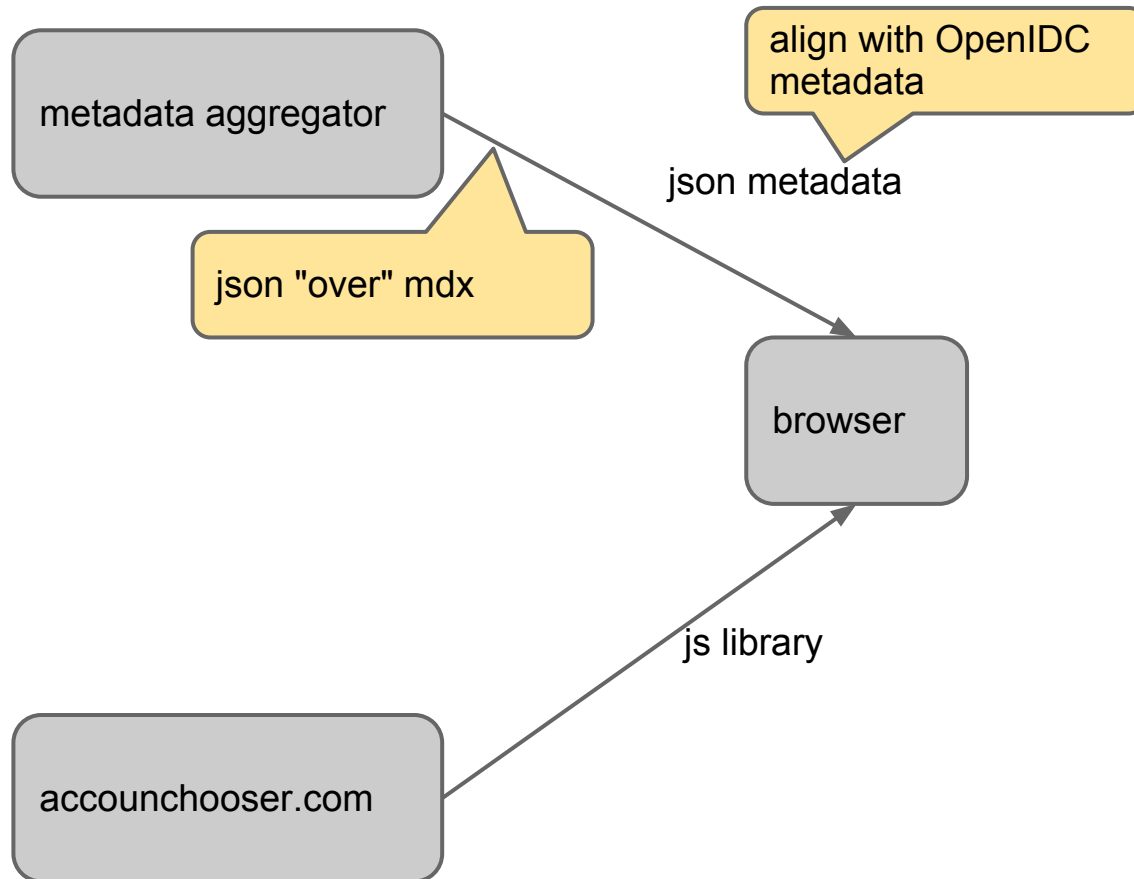 align with OpenIDC
metadata
metadata aggregator
json metadata
json "over" mdx
browser
js library
accounchooser.com